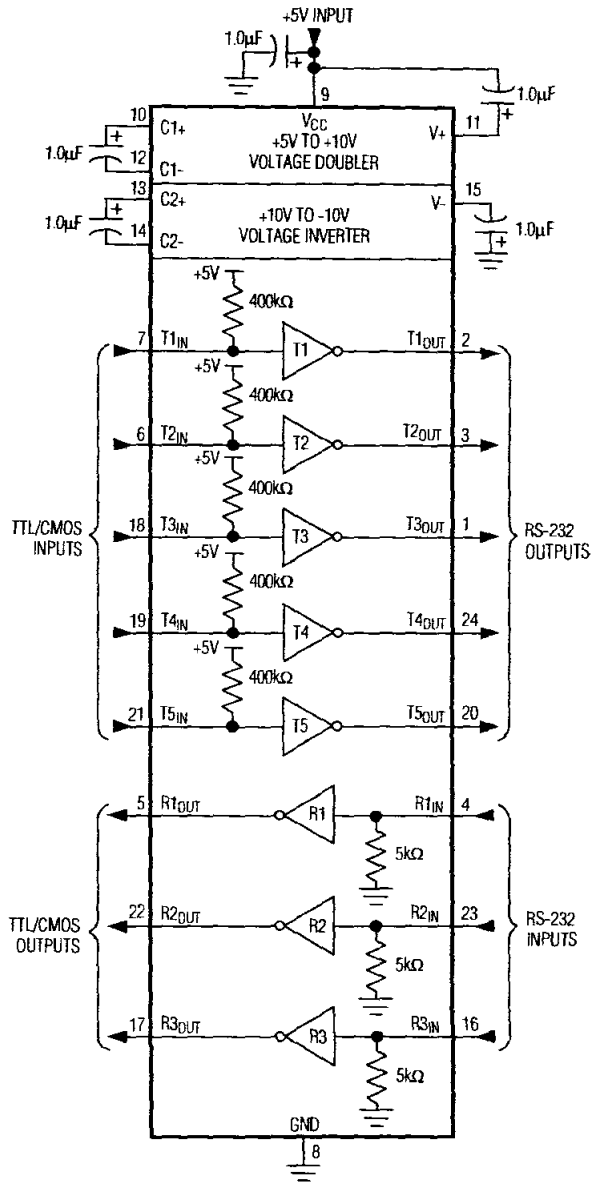 +5V INPUT
1.0µF
+
9
1.0µF
+
10
C1+
VCC
V+
11
+5V TO +10V
VOLTAGE DOUBLER
1.0µF
+
12
C1-
13
C2+
V-
15
+10V TO -10V
VOLTAGE INVERTER
1.0µF
+
14
C2-
1.0µF
+
+5V
400kΩ
7
T1IN
T1
T1OUT
2
+5V
400kΩ
6
T2IN
T2
T2OUT
3
+5V
400kΩ
TTL/CMOS
INPUTS
18
T3IN
T3
T3OUT
1
RS-232
OUTPUTS
+5V
400kΩ
19
T4IN
T4
T4OUT
24
+5V
400kΩ
21
T5IN
T5
T5OUT
20
5
R1OUT
R1
R1IN
4
5kΩ
TTL/CMOS
OUTPUTS
22
R2OUT
R2
R2IN
23
RS-232
INPUTS
5kΩ
17
R3OUT
R3
R3IN
16
5kΩ
GND
8